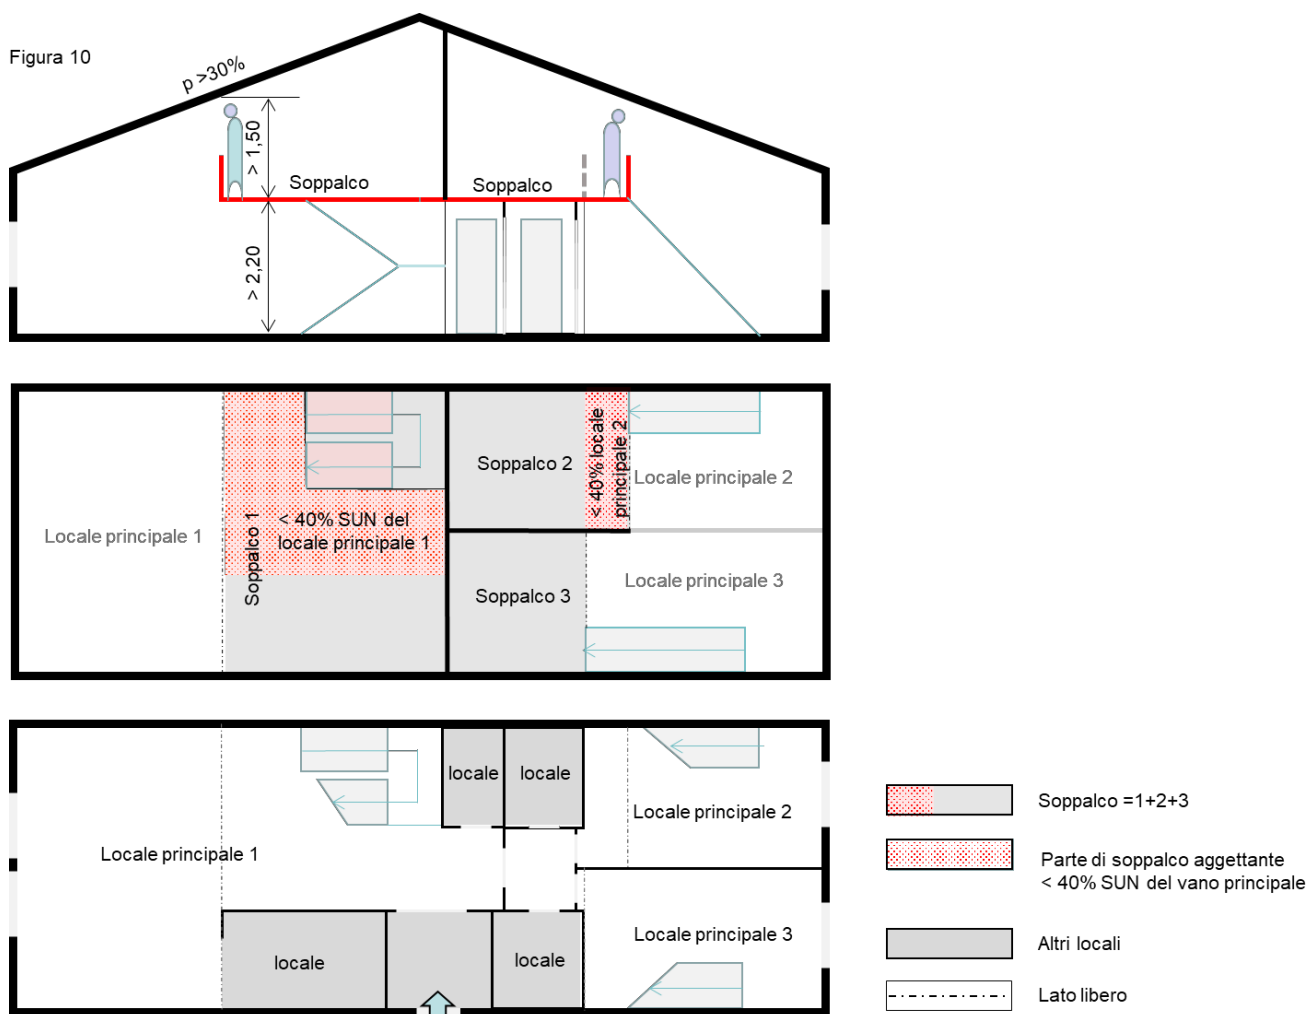 Figura 10
p >30%
> 1,50
Soppalco
Soppalco
> 2,20
Locale principale 1
Soppalco 1
< 40% SUN del
locale principale 1
Soppalco 2
< 40% locale
principale 2
Locale principale 2
Soppalco 3
Locale principale 3
locale
locale
Locale principale 2
Locale principale 1
locale
locale
Locale principale 3
Soppalco =1+2+3
Parte di soppalco aggettante
< 40% SUN del vano principale
Altri locali
Lato libero